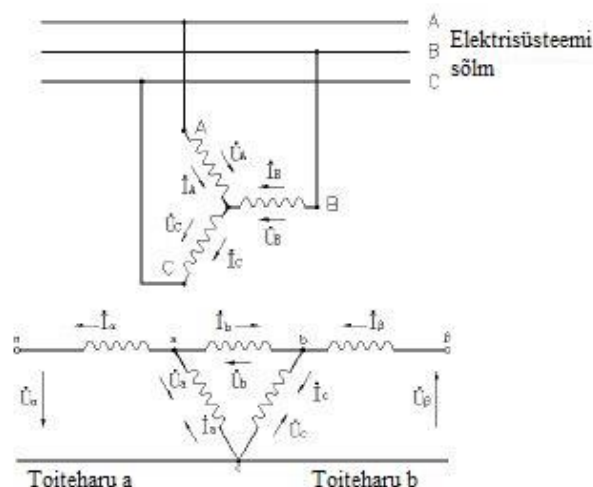 A
B
C
Elektrisüsteemi
sõlm
A
U̇A
İA
İB
B
U̇B
U̇C
İC
C
İα
a
İb
b
İβ
β
U̇α
U̇a
U̇b
İc
U̇β
İa
U̇c
Toiteharu a
Toiteharu b